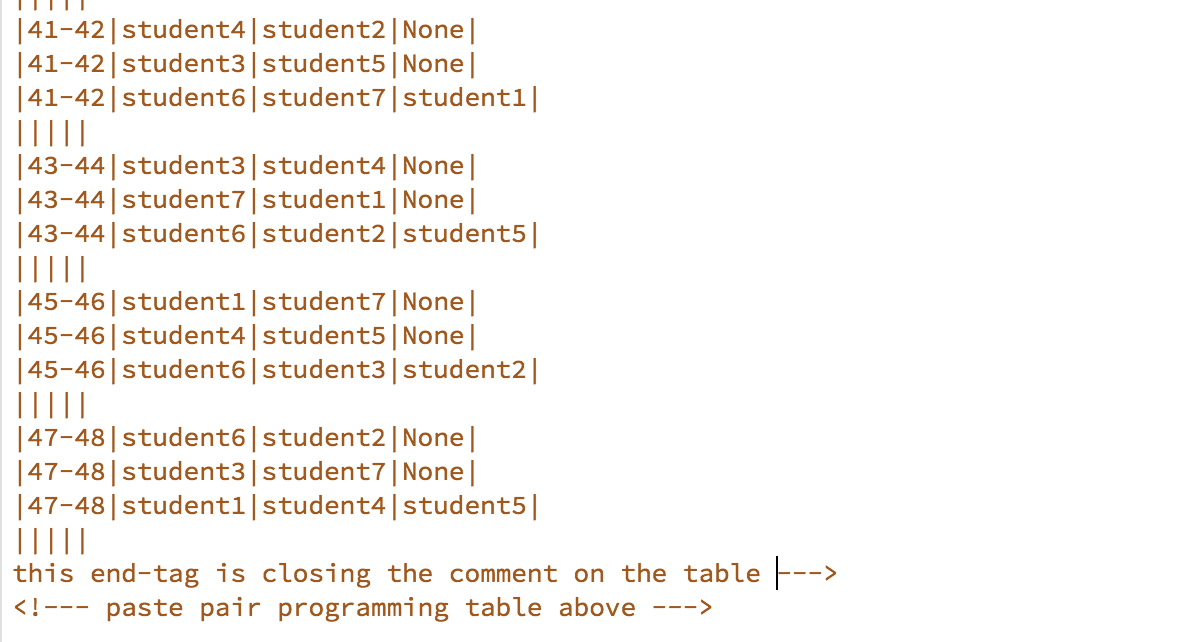 |||||
|41-42|student4|student2|None|
|41-42|student3|student5|None|
|41-42|student6|student7|student1|
|||||
|43-44|student3|student4|None|
|43-44|student7|student1|None|
|43-44|student6|student2|student5|
|||||
|45-46|student1|student7|None|
|45-46|student4|student5|None|
|45-46|student6|student3|student2|
|||||
|47-48|student6|student2|None|
|47-48|student3|student7|None|
|47-48|student1|student4|student5|
|||||
this end-tag is closing the comment on the table --->
<!--- paste pair programming table above --->